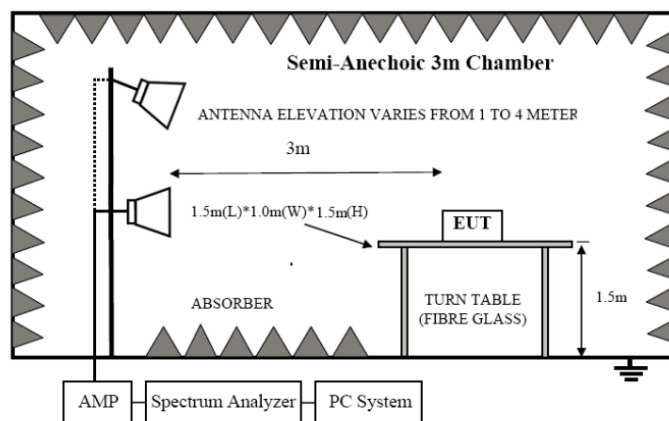 Semi-Anechoic 3m Chamber
ANTENNA ELEVATION VARIES FROM 1 TO 4 METER
3m
1.5m(L)*1.0m(W)*1.5m(H)
EUT
ABSORBER
TURN TABLE
(FIBRE GLASS)
1.5m
AMP
Spectrum Analyzer
PC System